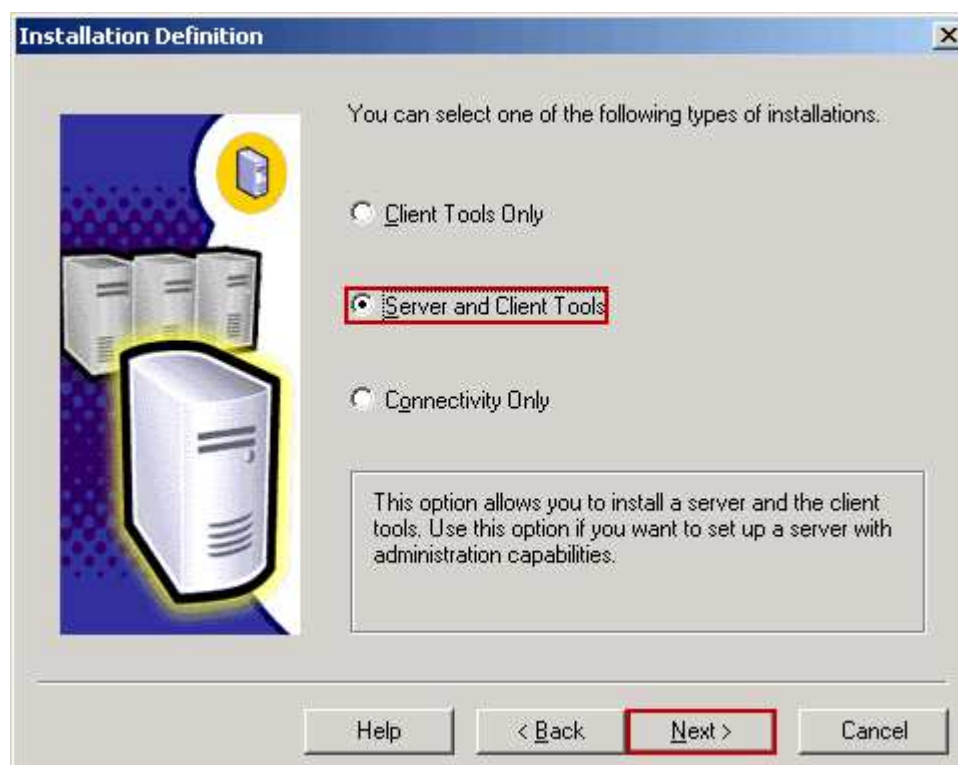 Installation Definition
You can select one of the following types of installations.
Client Tools Only
Server and Client Tools
Connectivity Only
This option allows you to install a server and the client
tools. Use this option if you want to set up a server with
administration capabilities.
Help
< Back
Next >
Cancel